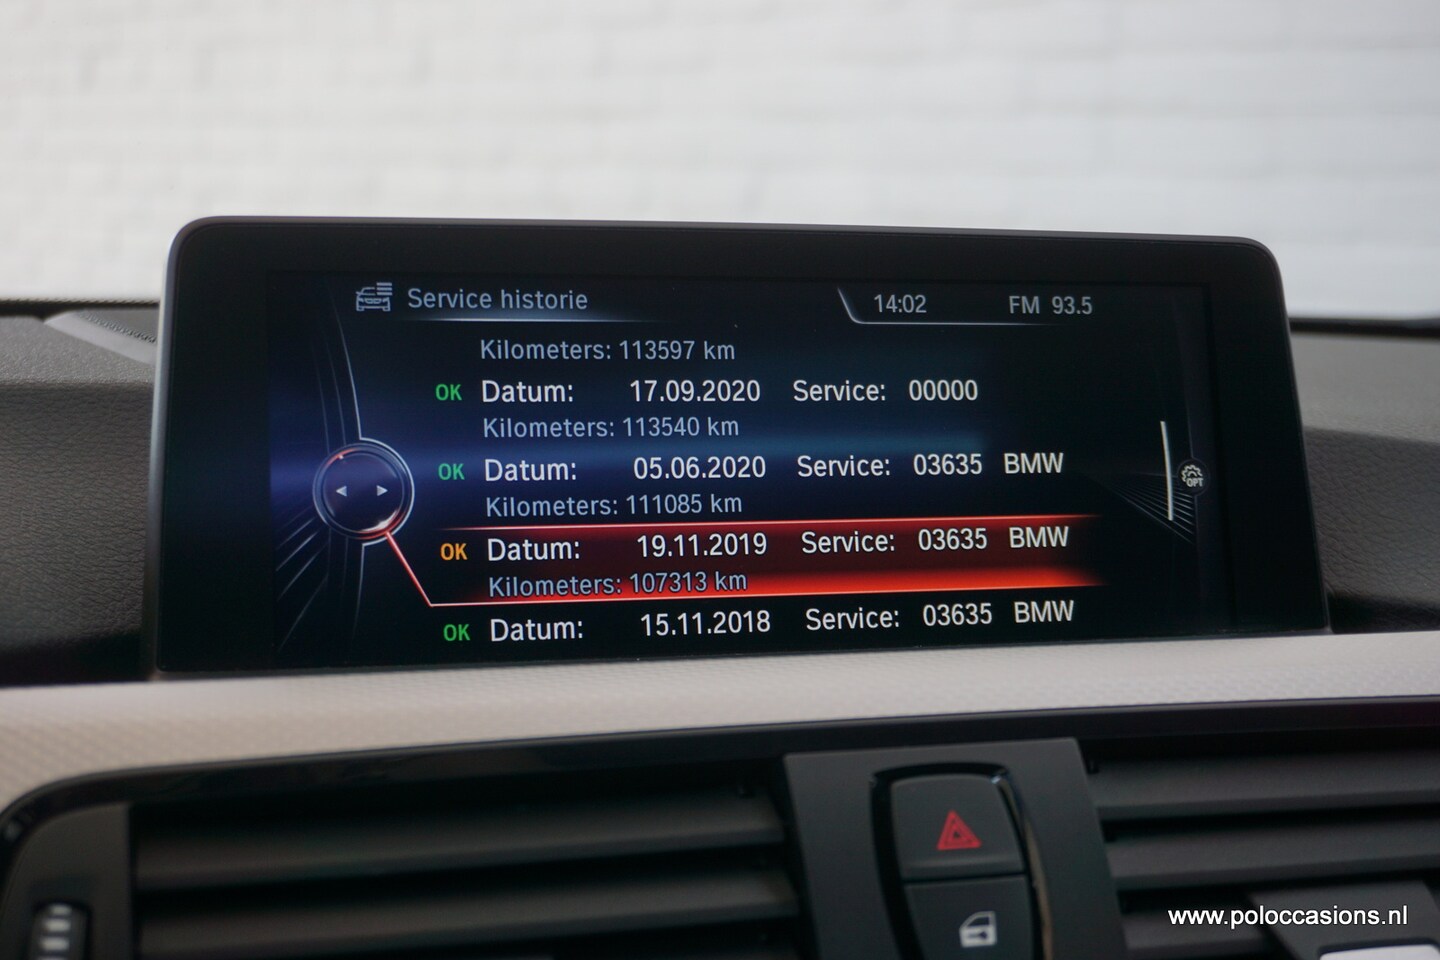 Service historie 14:02 FM 93.5
Kilometers: 113597 km
OK Datum: 17.09.2020 Service: 00000
Kilometers: 113540 km
OK Datum: 05.06.2020 Service: 03635 BMW
OPT
Kilometers: 111085 km
OK Datum: 19.11.2019 Service: 03635 BMW
Kilometers: 107313 km
OK Datum: 15.11.2018 Service: 03635 BMW
www.poloccasions.nl